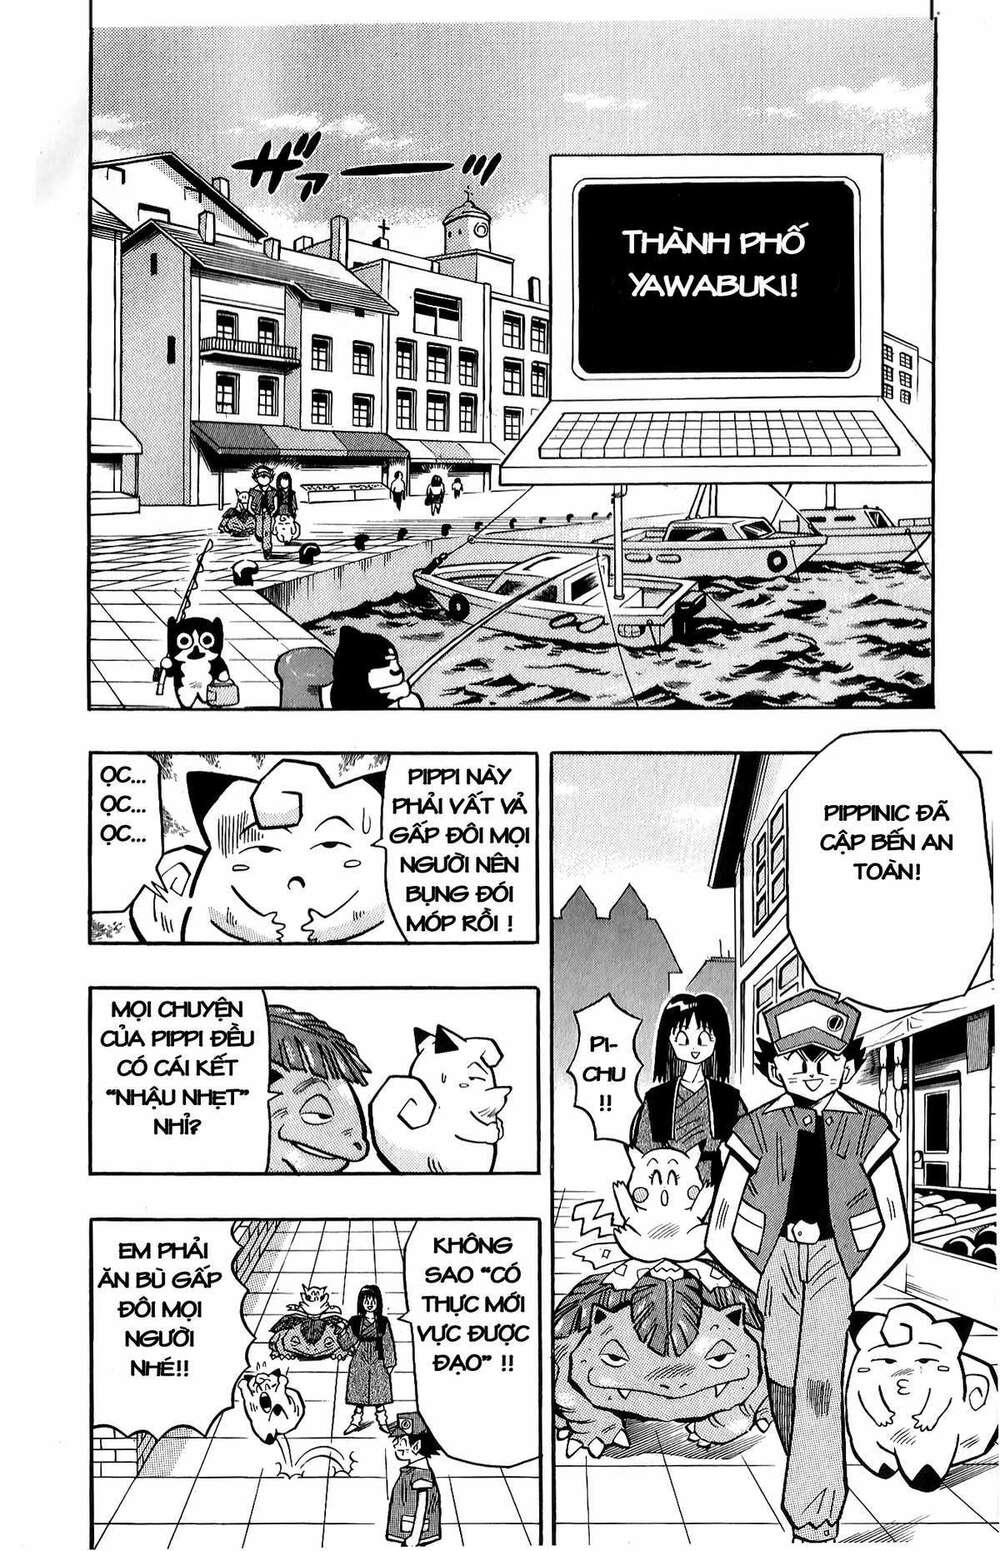 ザァーーッ
THÀNH PHỐ
YAWABUKI!
PIPPINIC ĐÃ
CẬP BẾN AN
TOÀN!
PI-
CHU
!!
PIPPI NÀY
PHẢI VẤT VẢ
GẤP ĐÔI MỌI
NGƯỜI NÊN
BỤNG ĐÓI
MÓP RỒI !
ỌC...
ỌC...
ỌC...
MỌI CHUYỆN
CỦA PIPPI ĐỀU
CÓ CÁI KẾT
“NHẬU NHẸT”
NHỈ?
KHÔNG
SAO “CÓ
THỰC MỚI
VỰC ĐƯỢC
ĐẠO” !!
EM PHẢI
ĂN BÙ GẤP
ĐÔI MỌI
NGƯỜI
NHÉ!!